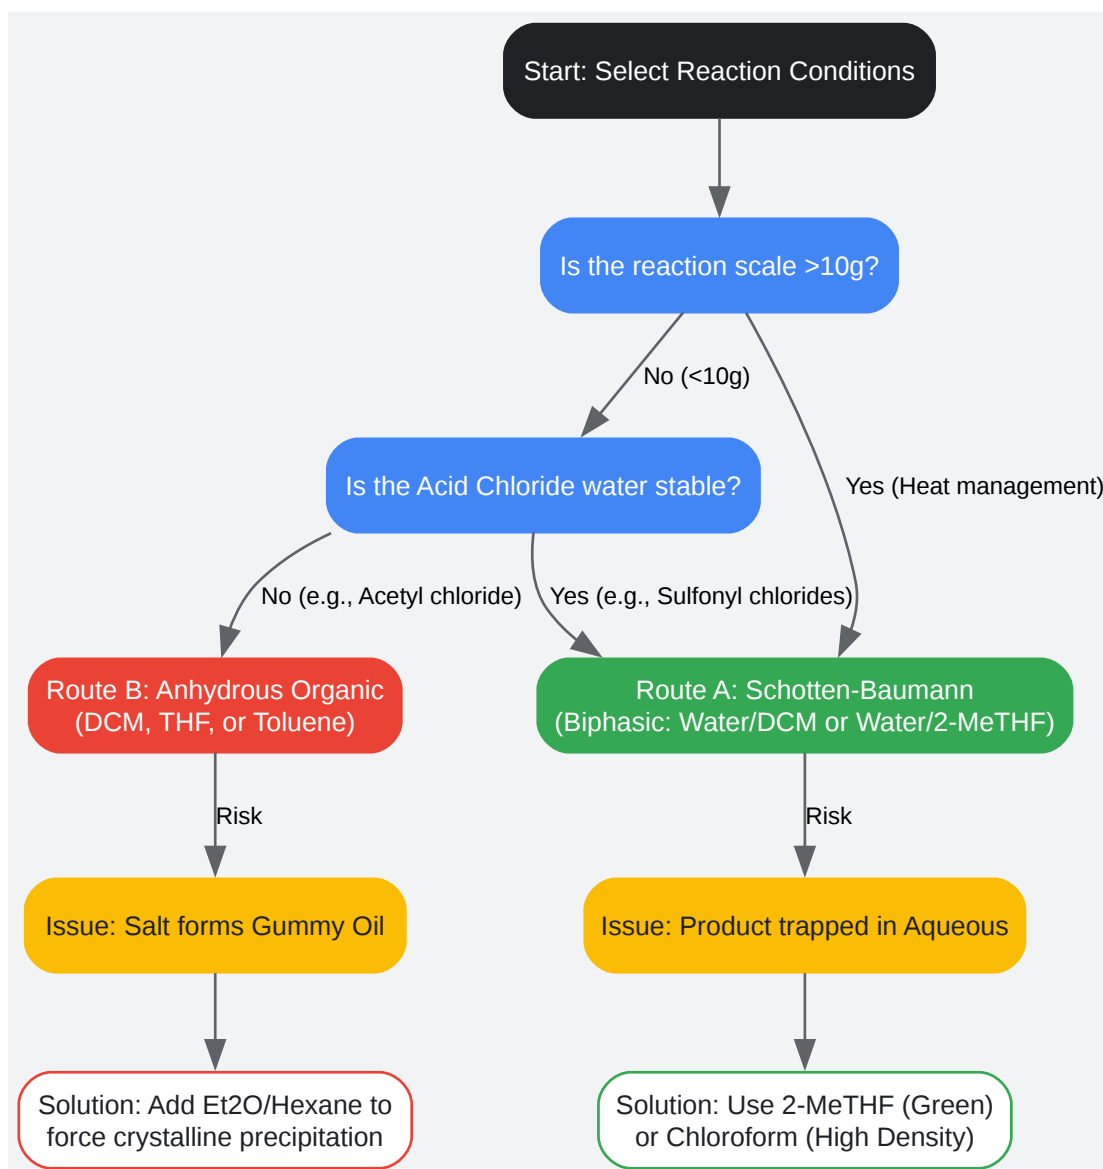 Start: Select Reaction Conditions
Is the reaction scale >10g?
No (<10g)
Is the Acid Chloride water stable?
Yes (Heat management)
No (e.g., Acetyl chloride)
Yes (e.g., Sulfonyl chlorides)
Route B: Anhydrous Organic
(DCM, THF, or Toluene)
Route A: Schotten-Baumann
(Biphasic: Water/DCM or Water/2-MeTHF)
Risk
Risk
Issue: Salt forms Gummy Oil
Issue: Product trapped in Aqueous
Solution: Add Et2O/Hexane to
force crystalline precipitation
Solution: Use 2-MeTHF (Green)
or Chloroform (High Density)